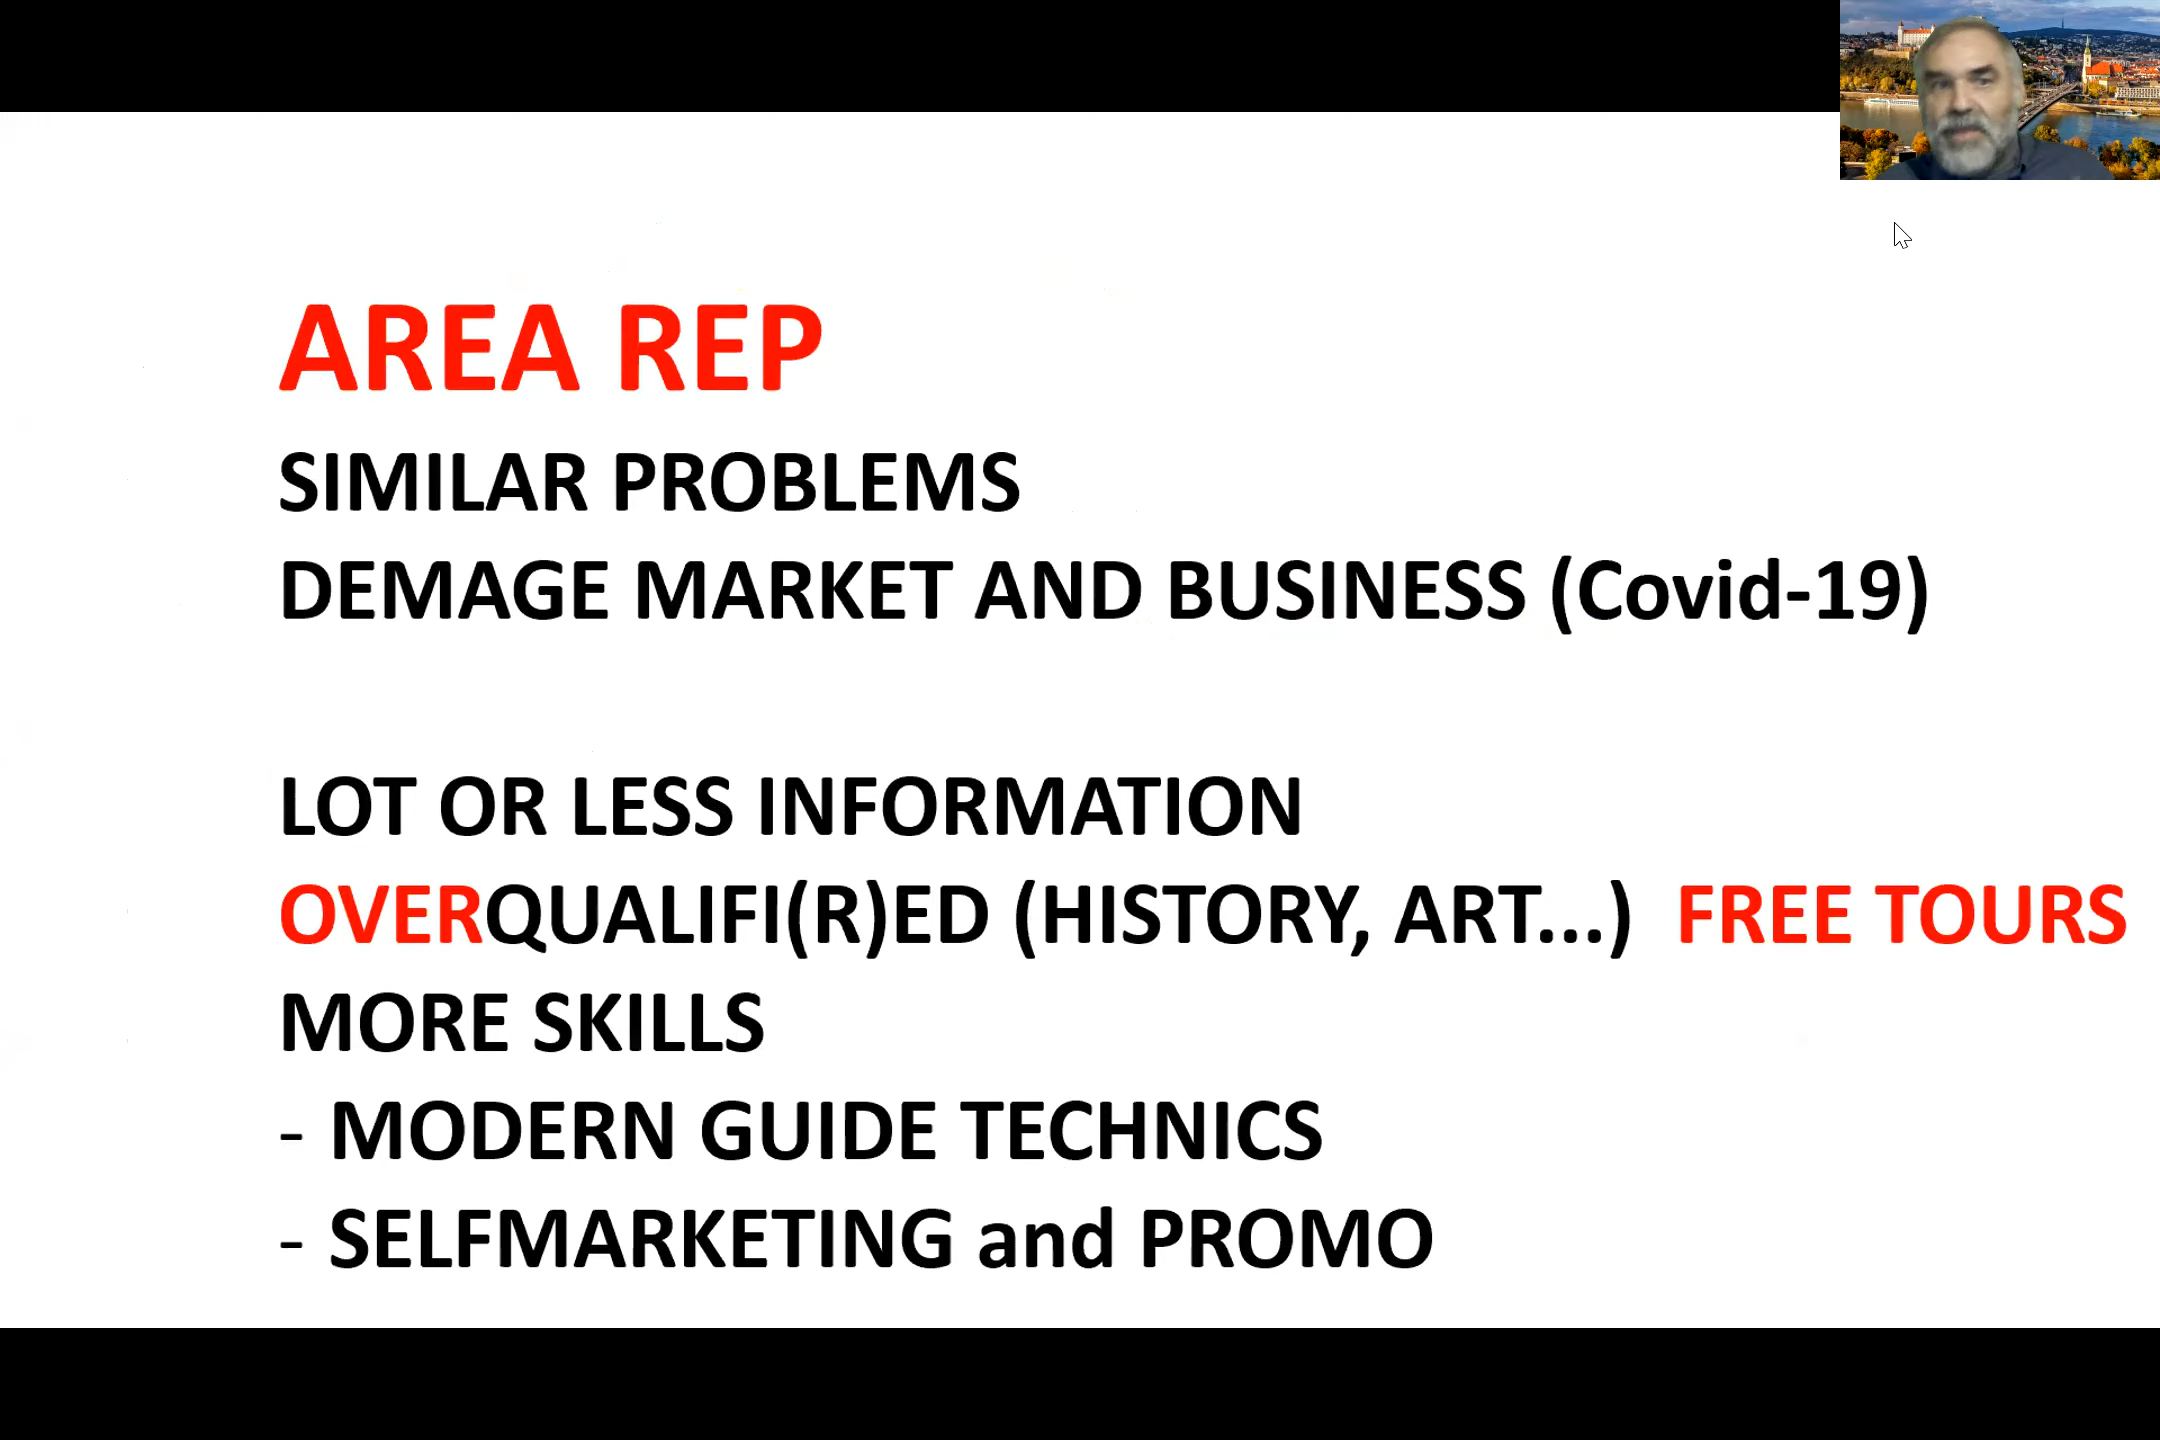 AREA REP
SIMILAR PROBLEMS
DEMAGE MARKET AND BUSINESS (Covid-19)
LOT OR LESS INFORMATION
OVERQUALIFI(R)ED (HISTORY, ART...) FREE TOURS
MORE SKILLS
- MODERN GUIDE TECHNICS
- SELFMARKETING and PROMO